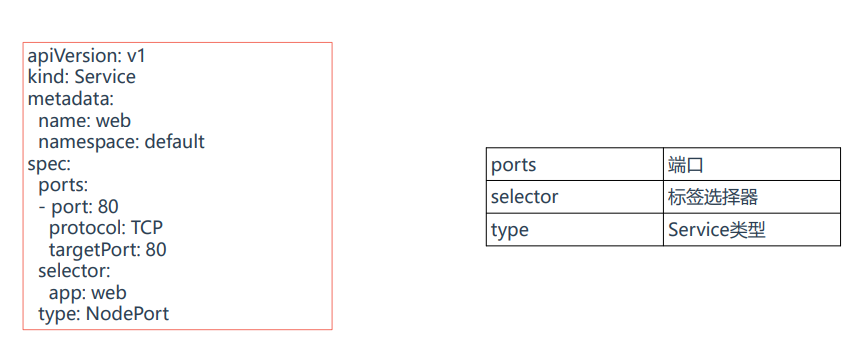 apiVersion: v1
kind: Service
metadata:
  name: web
  namespace: default
spec:
  ports:
  - port: 80
    protocol: TCP
    targetPort: 80
  selector:
    app: web
  type: NodePort
ports 端口
selector 标签选择器
type Service类型